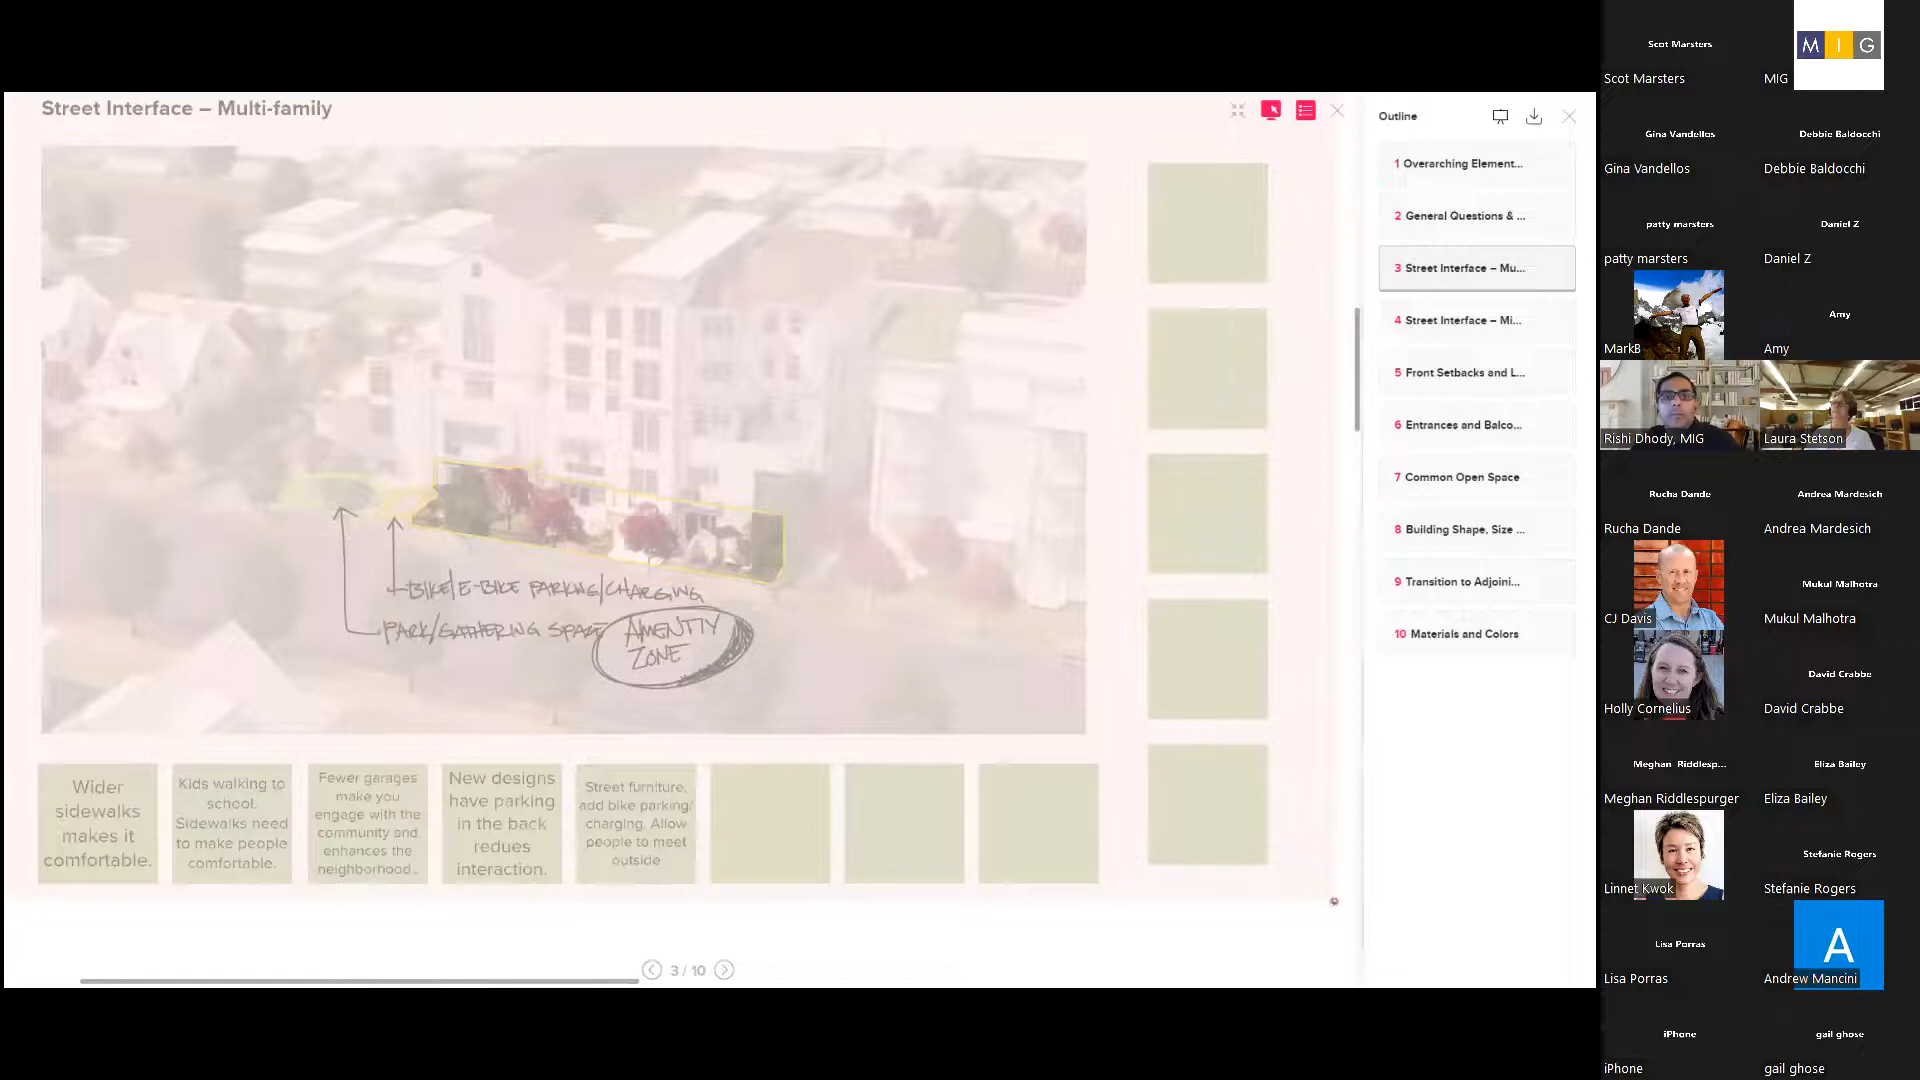 Street Interface – Multi-family
BIKE/E-BIKE PARKING/CHARGING
PARK/GATHERING SPACE
AMENITY
ZONE
Wider
sidewalks
makes it
comfortable.
Kids walking to
school.
Sidewalks need
to make people
comfortable.
Fewer garages
make you
engage with the
community and
enhances the
neighborhood.
New designs
have parking
in the back
redues
interaction.
Street furniture,
add bike parking/
charging. Allow
people to meet
outside
3 / 10
Outline
1 Overarching Element...
2 General Questions & ...
3 Street Interface – Mu...
4 Street Interface – Mi...
5 Front Setbacks and L...
6 Entrances and Balco...
7 Common Open Space
8 Building Shape, Size ...
9 Transition to Adjoini...
10 Materials and Colors
Scot Marsters
Scot Marsters
M I G
MIG
Gina Vandellos
Gina Vandellos
Debbie Baldocchi
Debbie Baldocchi
patty marsters
patty marsters
Daniel Z
Daniel Z
MarkB
Amy
Amy
Rishi Dhody, MIG
Laura Stetson
Rucha Dande
Rucha Dande
Andrea Mardesich
Andrea Mardesich
CJ Davis
Mukul Malhotra
Mukul Malhotra
Holly Cornelius
David Crabbe
David Crabbe
Meghan Riddlesp...
Meghan Riddlespurger
Eliza Bailey
Eliza Bailey
Linnet Kwok
Stefanie Rogers
Stefanie Rogers
Lisa Porras
Lisa Porras
A
Andrew Mancini
iPhone
iPhone
gail ghose
gail ghose